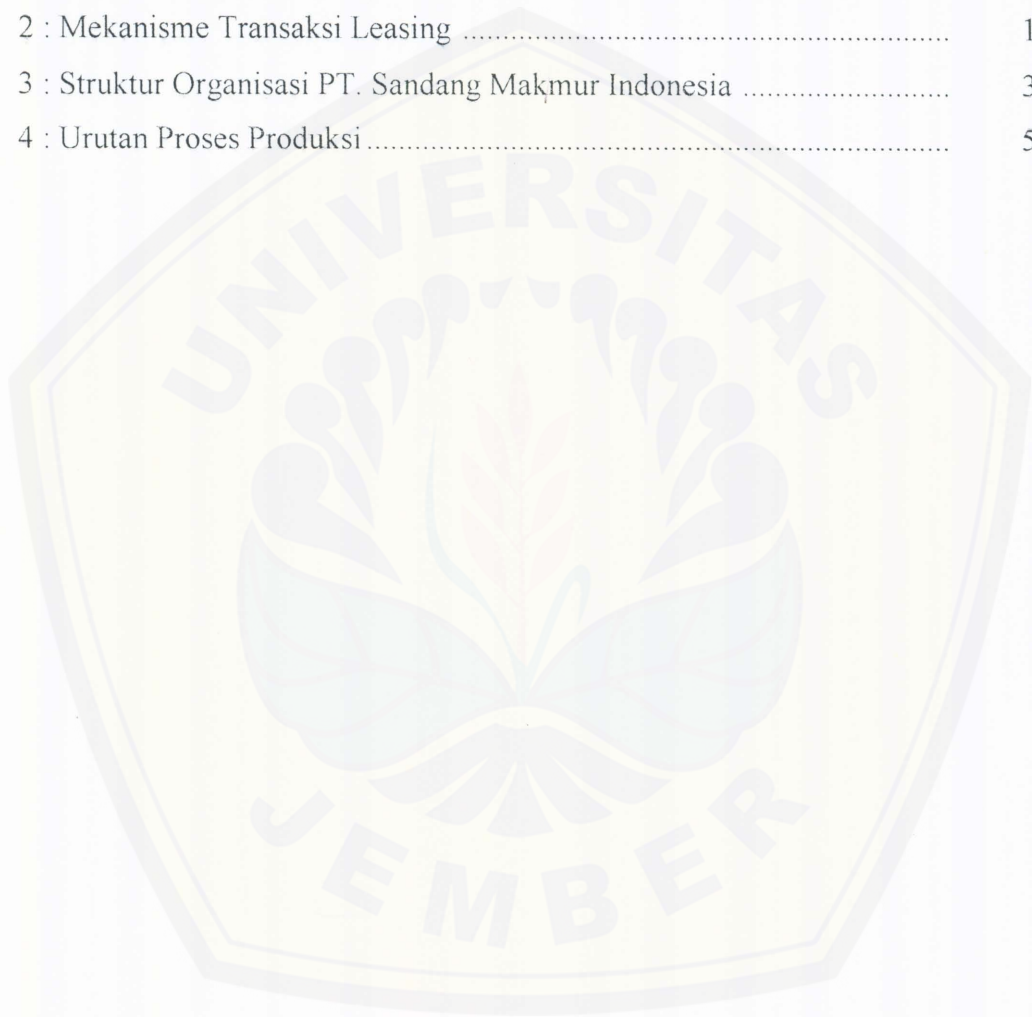 2 : Mekanisme Transaksi Leasing ........................................................... 1
3 : Struktur Organisasi PT. Sandang Makmur Indonesia ......................... 3
4 : Urutan Proses Produksi ....................................................................... 5
UNIVERSITAS
JEMBER